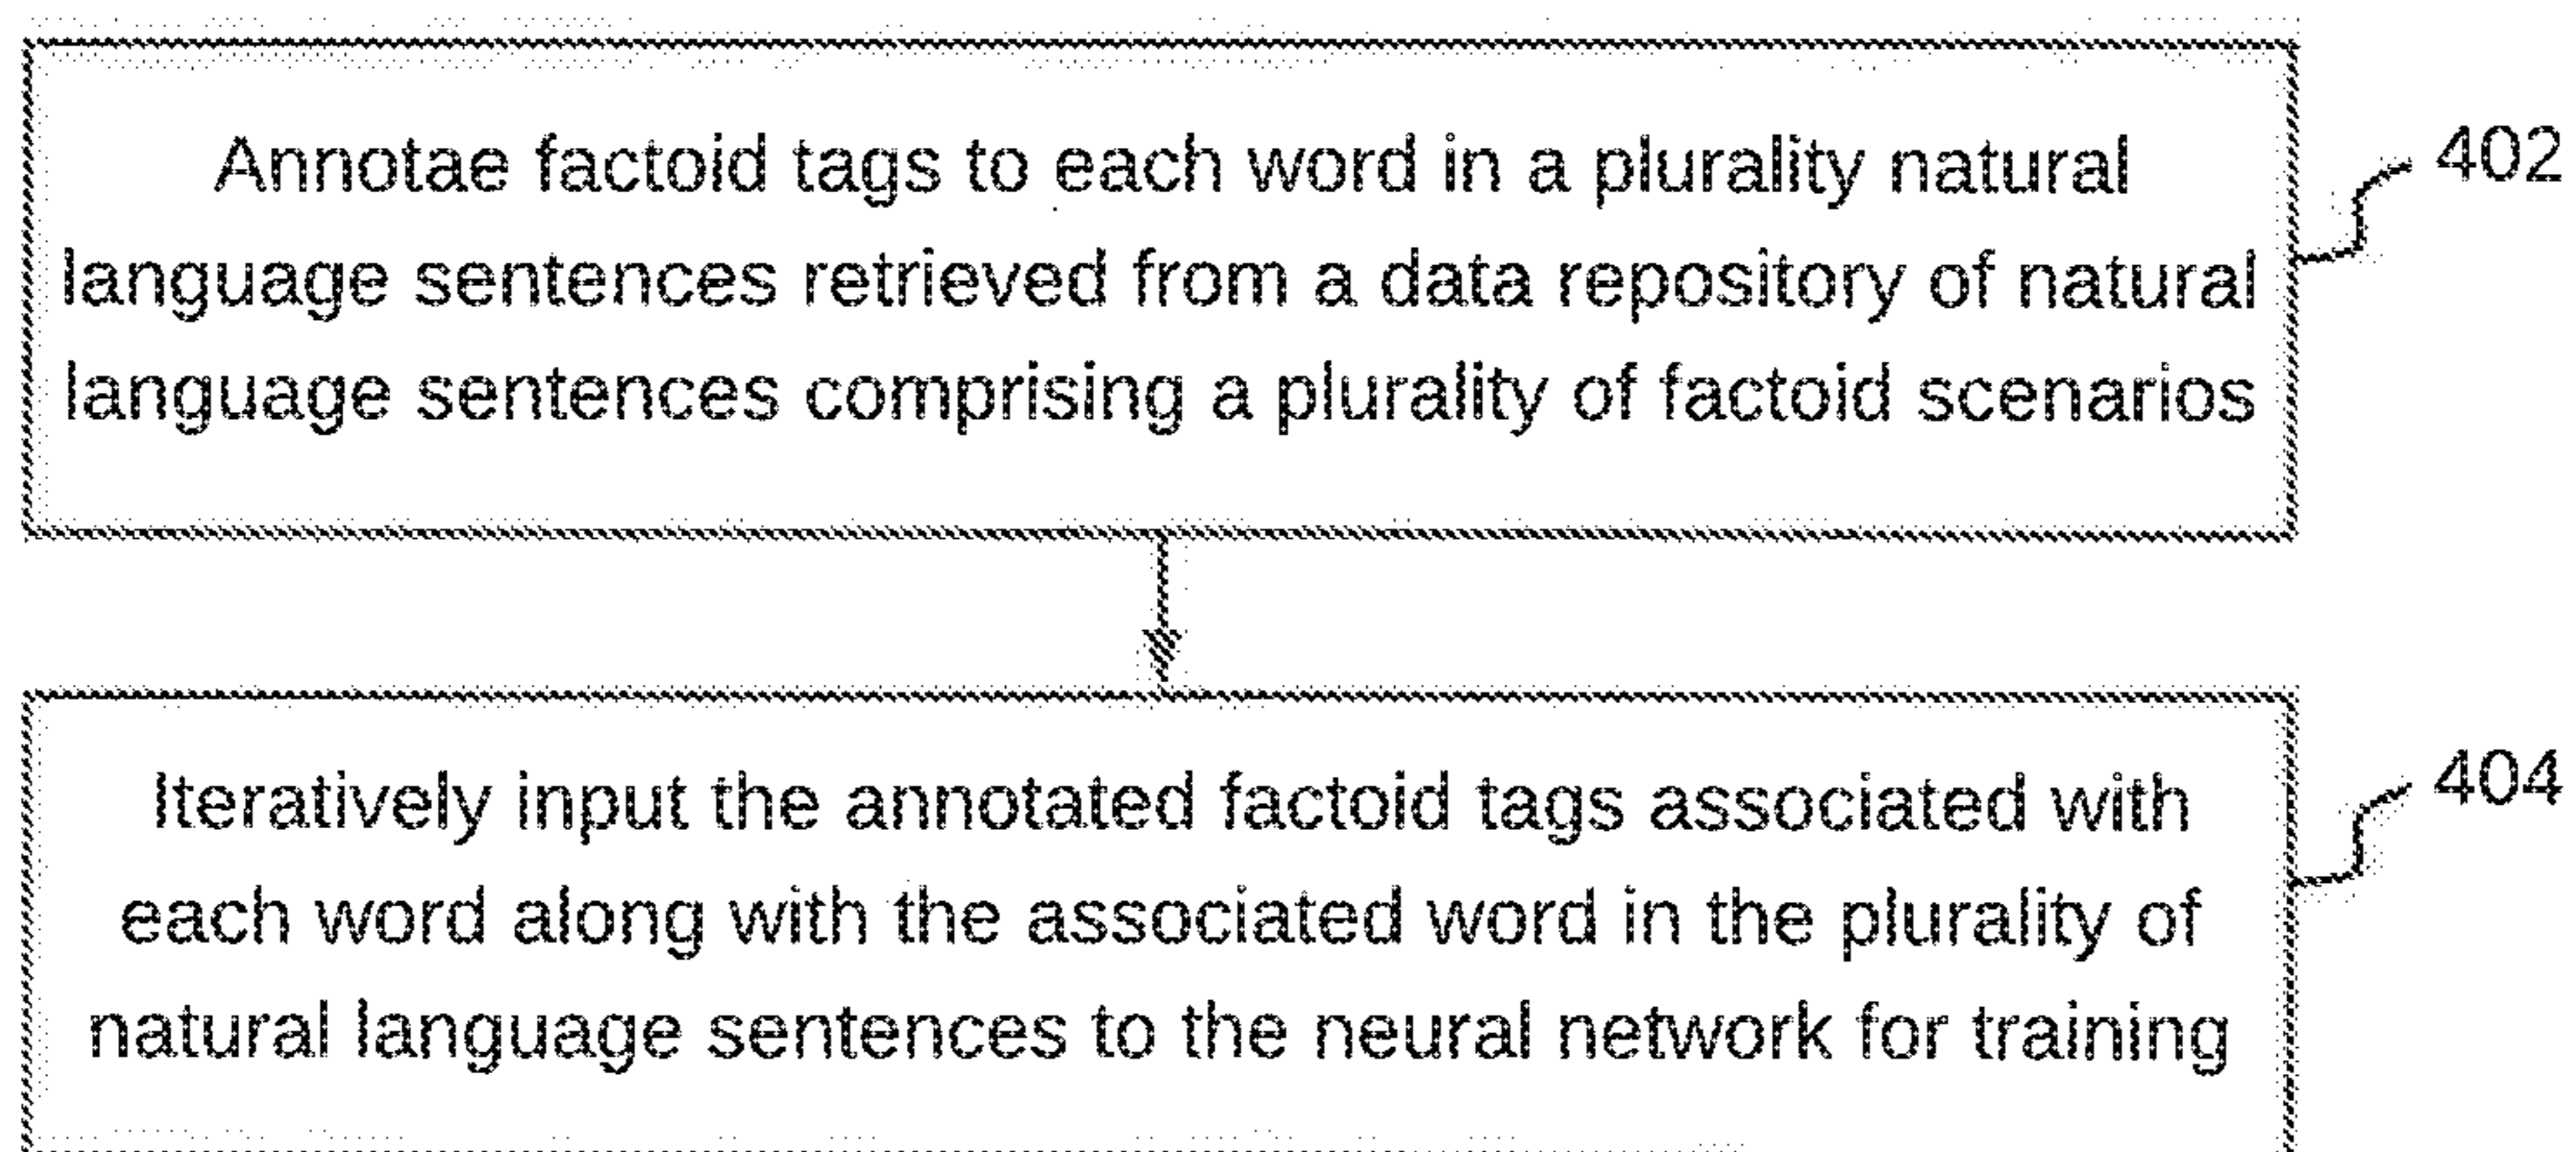 Annotae factoid tags to each word in a plurality natural
language sentences retrieved from a data repository of natural
language sentences comprising a plurality of factoid scenarios
402
Iteratively input the annotated factoid tags associated with
each word along with the associated word in the plurality of
natural language sentences to the neural network for training
404